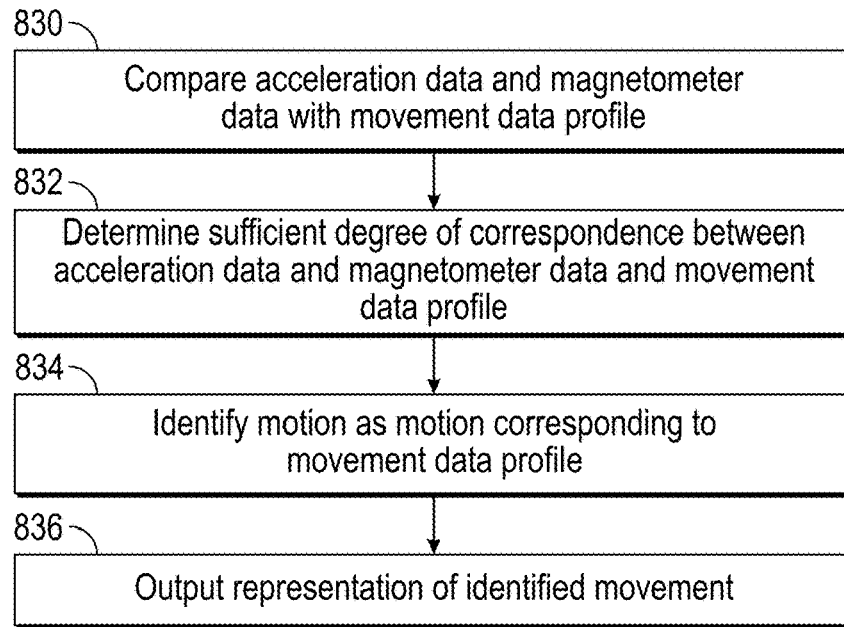 830
Compare acceleration data and magnetometer
data with movement data profile
832
Determine sufficient degree of correspondence between
acceleration data and magnetometer data and movement
data profile
834
Identify motion as motion corresponding to
movement data profile
836
Output representation of identified movement